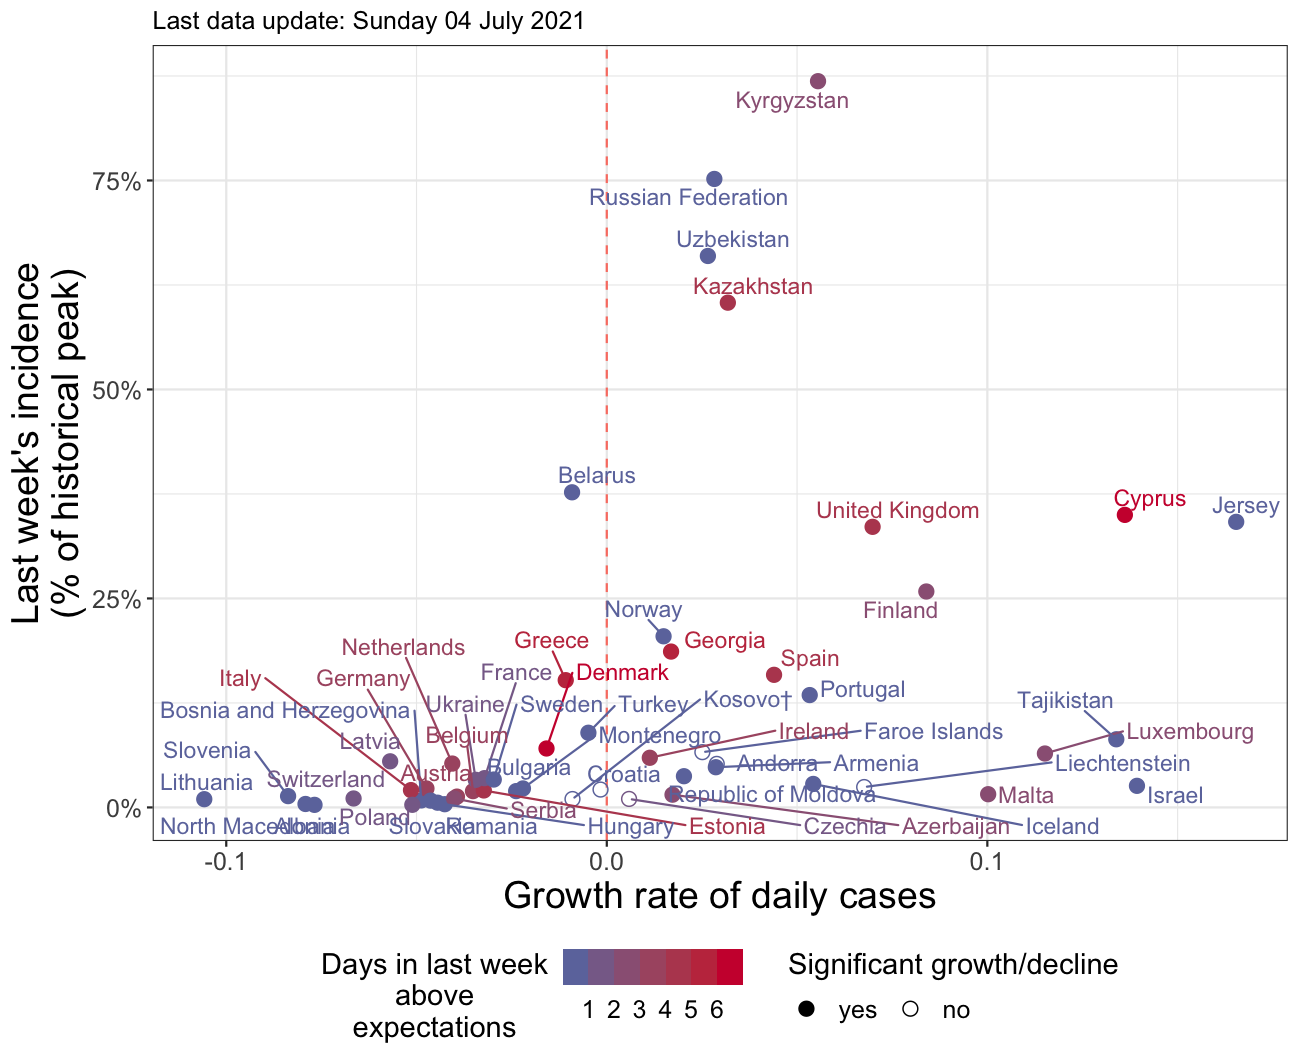 Last data update: Sunday 04 July 2021
Kyrgyzstan
75%
Russian Federation
Uzbekistan
Kazakhstan
Last week's incidence
(% of historical peak)
50%
Belarus
Cyprus
Jersey
United Kingdom
25%
Finland
Norway
Netherlands
Greece
Georgia
Italy
Germany
France
Denmark
Spain
Bosnia and Herzegovina
Ukraine
Sweden
Turkey
Kosovo†
Portugal
Tajikistan
Latvia
Belgium
Montenegro
Ireland
Faroe Islands
Luxembourg
Slovenia
Switzerland
Austria
Bulgaria
Croatia
Andorra
Armenia
Liechtenstein
Lithuania
Republic of Moldova
Malta
Israel
0%
Poland
Serbia
North Macedonia
Albania
Slovakia
Romania
Hungary
Estonia
Czechia
Azerbaijan
Iceland
-0.1
0.0
0.1
Growth rate of daily cases
Days in last week
above
expectations
1 2 3 4 5 6
Significant growth/decline
yes
no